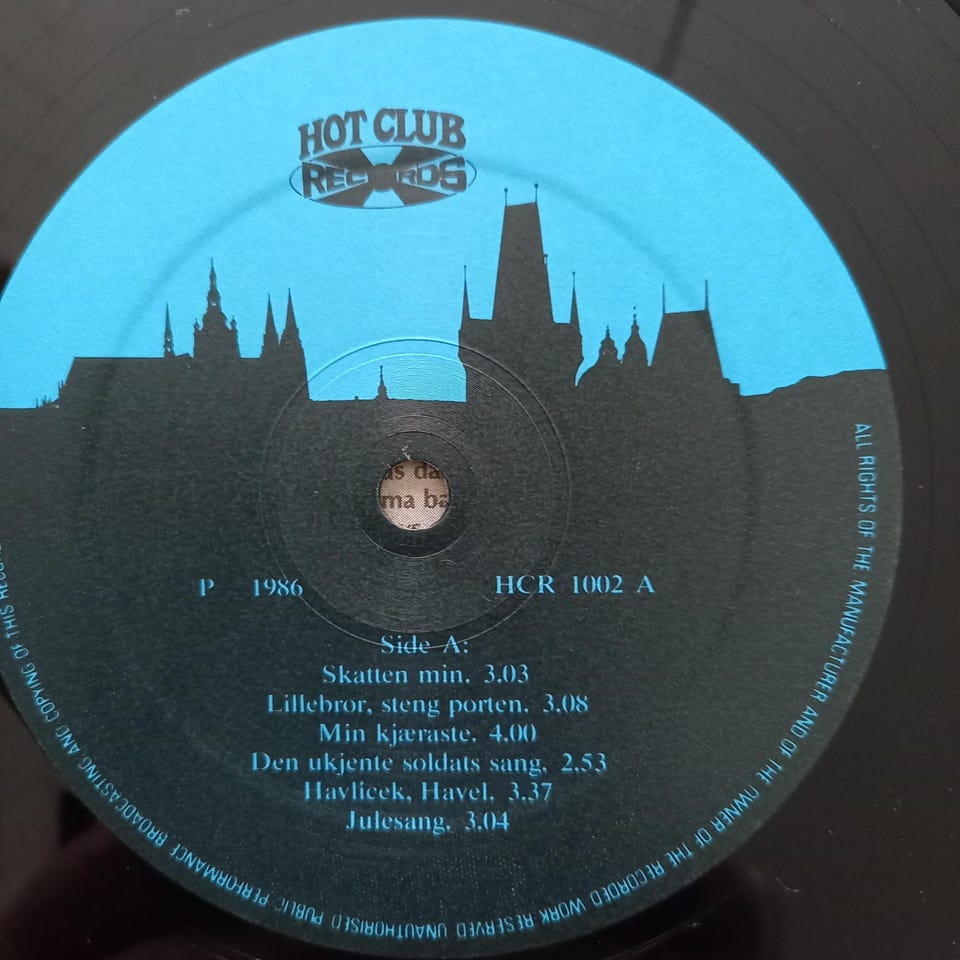 HOT CLUB
RECORDS
P 1986
HCR 1002 A
Side A:
Skatten min. 3.03
Lillebror, steng porten. 3.08
Min kjæraste. 4.00
Den ukjente soldats sang. 2.53
Havlicek, Havel. 3.37
Julesang. 3.04
ALL RIGHTS OF THE MANUFACTURER AND OF THE OWNER OF THE RECORDED WORK RESERVED UNAUTHORISED PUBLIC PERFORMANCE BROADCASTING AND COPYING OF THIS
ma